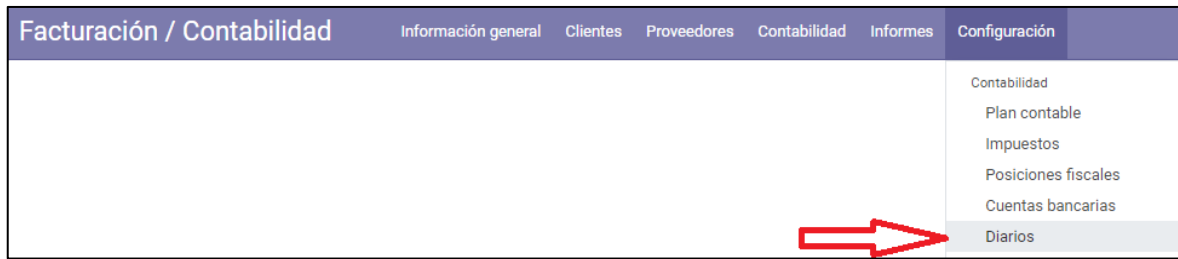 Facturación / Contabilidad Información general Clientes Proveedores Contabilidad Informes Configuración
Contabilidad
Plan contable
Impuestos
Posiciones fiscales
Cuentas bancarias
Diarios